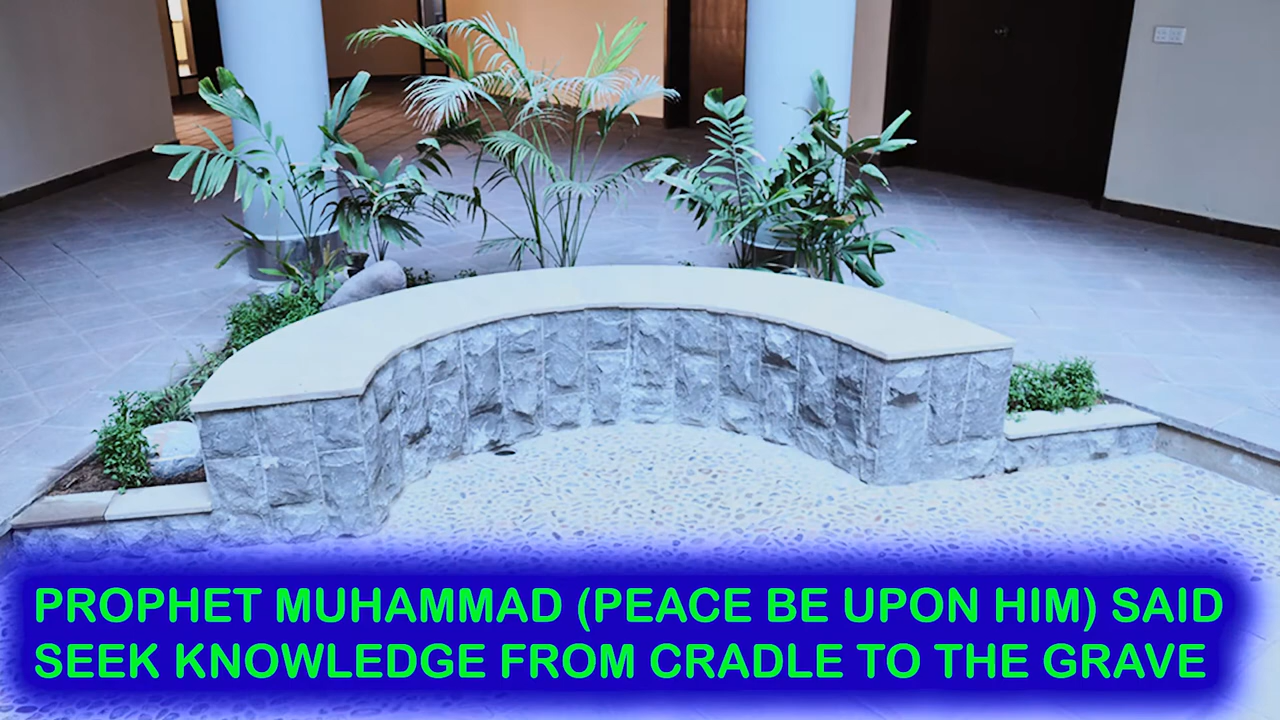 PROPHET MUHAMMAD (PEACE BE UPON HIM) SAID
SEEK KNOWLEDGE FROM CRADLE TO THE GRAVE